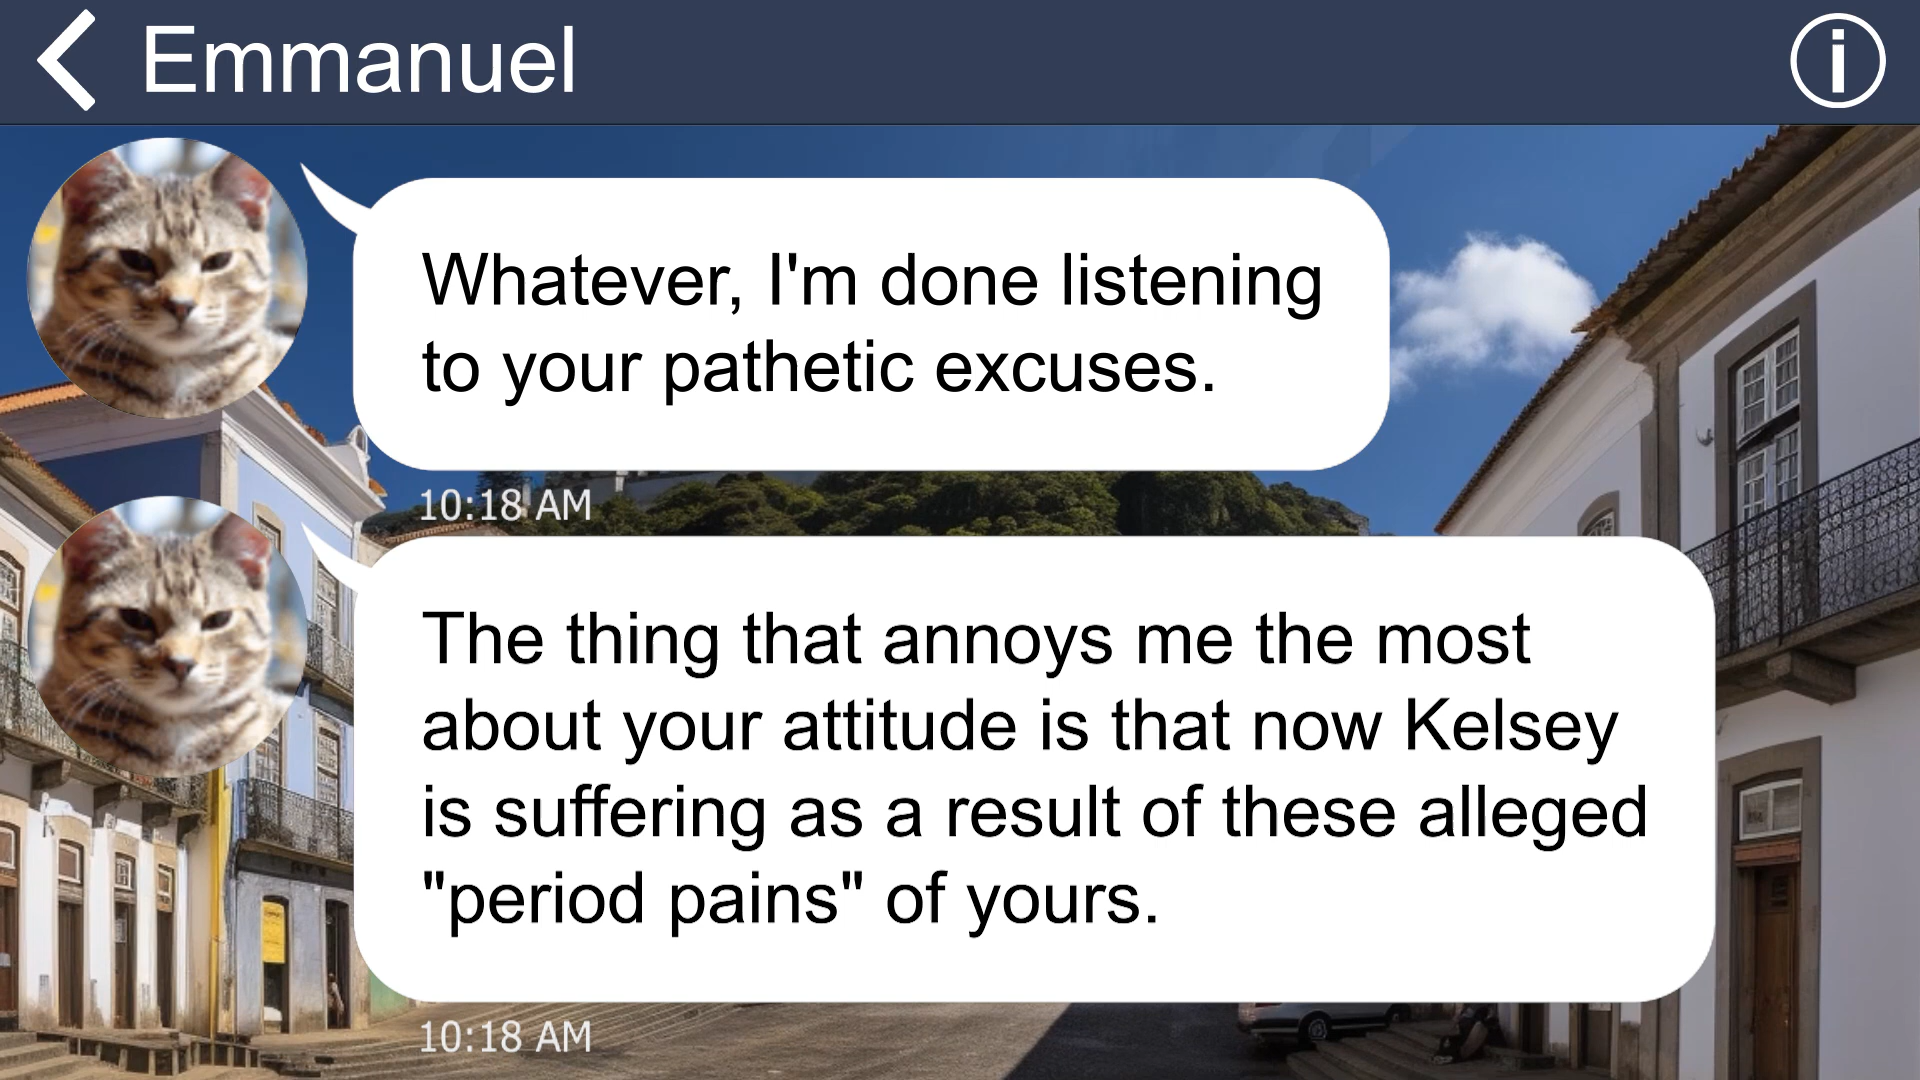 Emmanuel
Whatever, I'm done listening
to your pathetic excuses.
10:18 AM
The thing that annoys me the most
about your attitude is that now Kelsey
is suffering as a result of these alleged
"period pains" of yours.
10:18 AM